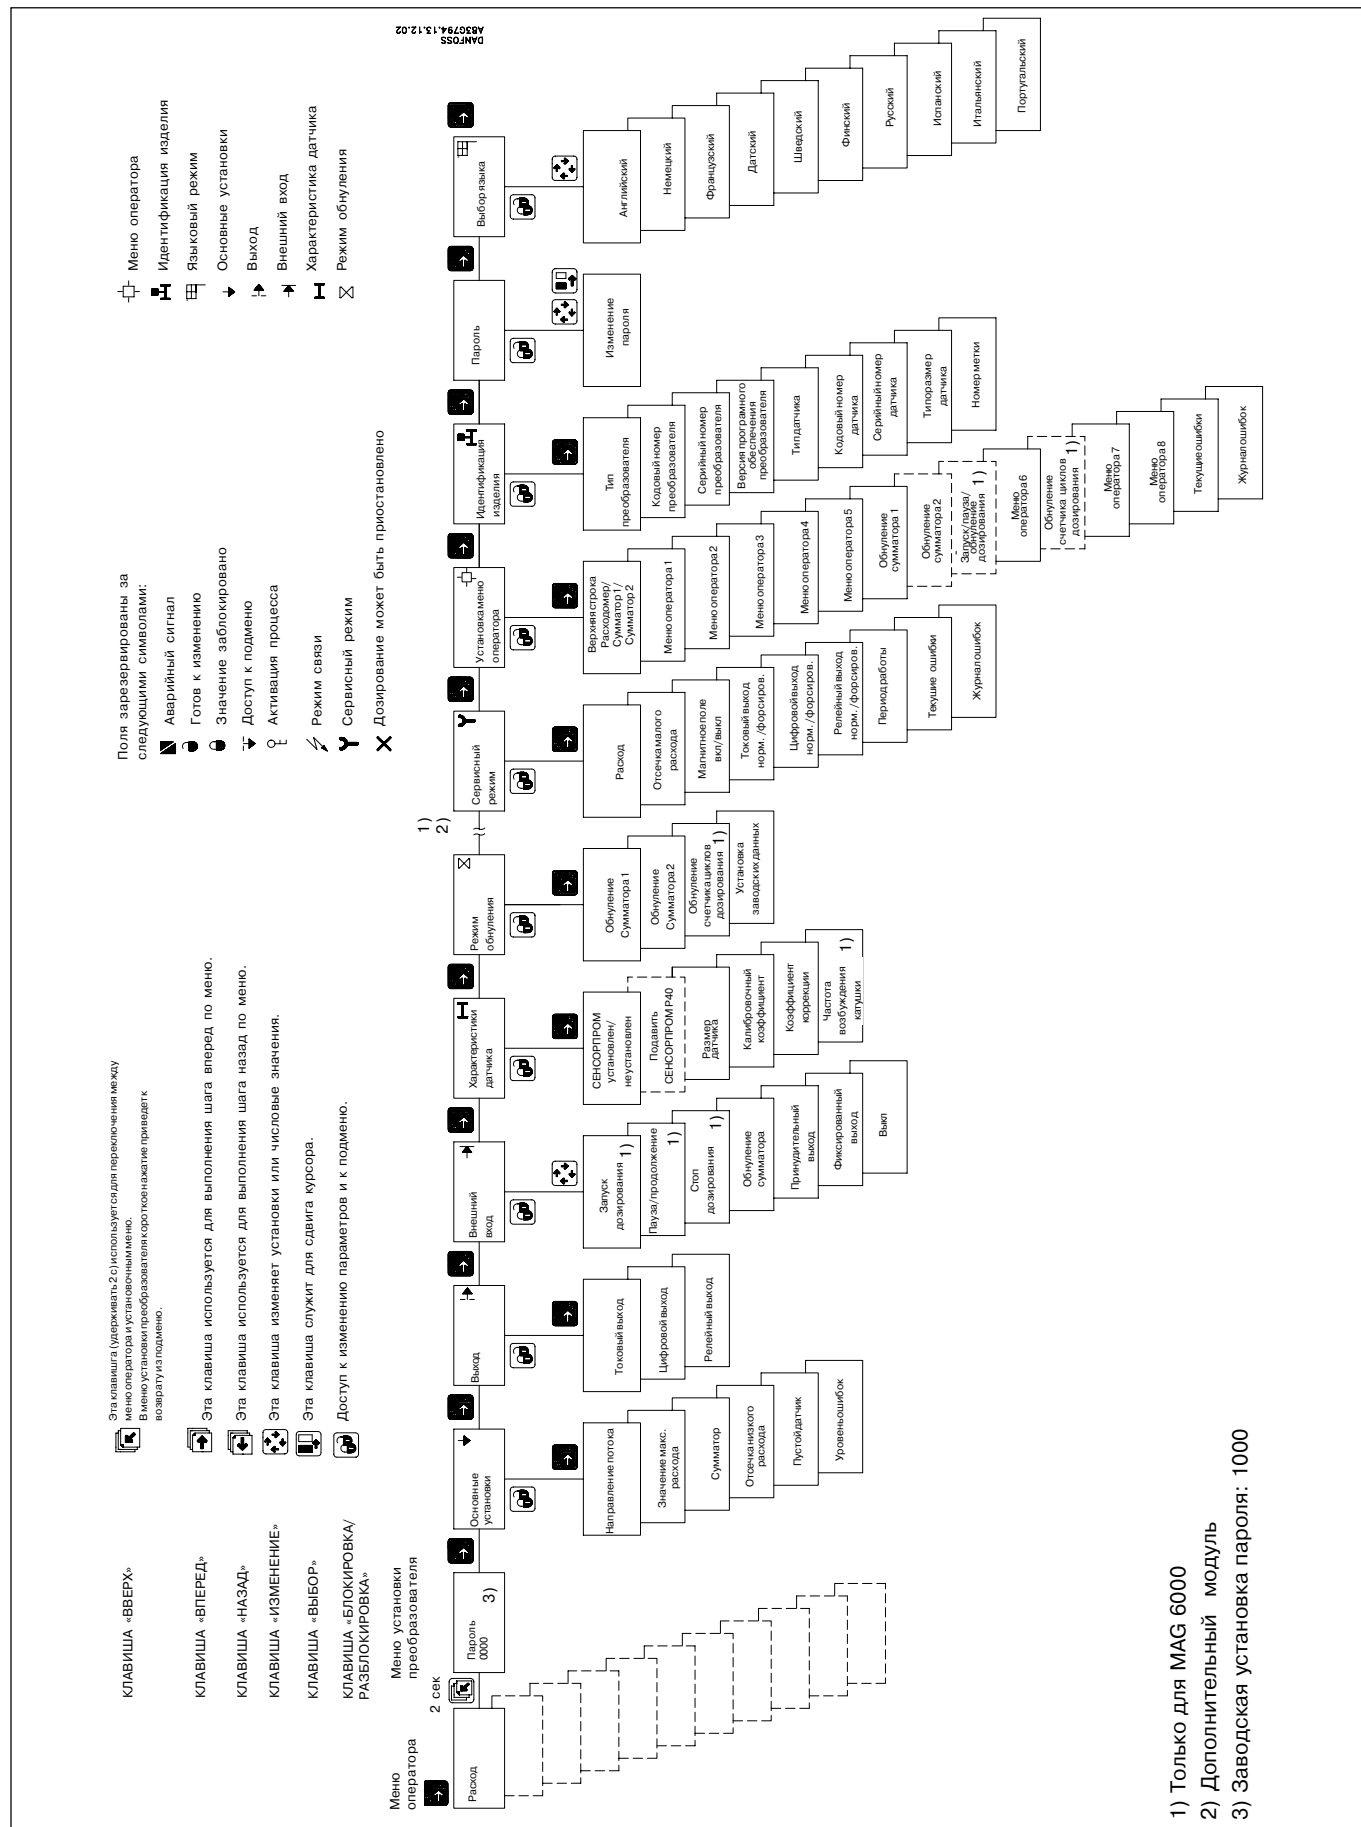 КЛАВИША «ВВЕРХ»
Эта клавишга (удерживать 2 с) используется для переключения между
меню оператора и установочным меню.
В меню установки преобразователя короткое нажатие приведет к
возврату из подменю.
КЛАВИША «ВПЕРЕД»
Эта клавиша используется для выполнения шага вперед по меню.
КЛАВИША «НАЗАД»
Эта клавиша используется для выполнения шага назад по меню.
КЛАВИША «ИЗМЕНЕНИЕ»
Эта клавиша изменяет установки или числовые значения.
КЛАВИША «ВЫБОР»
Эта клавиша служит для сдвига курсора.
КЛАВИША «БЛОКИРОВКА/
РАЗБЛОКИРОВКА»
Доступ к изменению параметров и к подменю.
Поля зарезервированы за
следующими символами:
Аварийный сигнал
Готов к изменению
Значение заблокировано
Доступ к подменю
Активация процесса
Режим связи
Сервисный режим
Дозирование может быть приостановлено
Меню оператора
Идентификация изделия
Языковый режим
Основные установки
Выход
Внешний вход
Характеристика датчика
Режим обнуления
DANFOSS
A83G794.13.12.02
Меню
оператора
2 сек
Меню установки
преобразователя
1)
2)
Расход
Пароль
0000
3)
Основные
установки
Направление потока
Значение макс.
расхода
Сумматор
Отсечка низкого
расхода
Пустой датчик
Уровень ошибок
Выход
Токовый выход
Цифровой выход
Релейный выход
Внешний
вход
Запуск
дозирования 1)
Пауза/продолжение
1)
Стоп
дозирования 1)
Обнуление
сумматора
Принудительный
выход
Фиксированный
выход
Выкл
Характеристики
датчика
СЕНСОРПРОМ
установлен/
не установлен
Подавить
СЕНСОРПРОМ P40
Размер
датчика
Калибровочный
коэффициент
Коэффициент
коррекции
Частота
возбуждения 1)
катушки
Режим
обнуления
Обнуление
Сумматора 1
Обнуление
Сумматора 2
Обнуление
счетчика циклов
дозирования 1)
Установка
заводских данных
Сервисный
режим
Расход
Отсечка малого
расхода
Магнитное поле
вкл/выкл
Токовый выход
норм./форсиров.
Цифровой выход
норм./форсиров.
Релейный выход
норм./форсиров.
Период работы
Текушие ошибки
Журнал ошибок
Установка меню
оператора
Верхняя строка
Расходомер/
Сумматор 1/
Сумматор 2
Меню оператора 1
Меню оператора 2
Меню оператора 3
Меню оператора 4
Меню оператора 5
Обнуление
сумматора 1
Обнуление
сумматора 2
Запуск/пауза/
обнуление 1)
дозирования
Меню
оператора 6
Обнуление
счетчика циклов
дозирования 1)
Меню
оператора 7
Меню
оператора 8
Текущие ошибки
Журнал ошибок
Идентификация
изделия
Тип
преобразователя
Кодовый номер
преобразователя
Серийный номер
преобразователя
Версия програмного
обеспечения
преобразователя
Тип датчика
Кодовый номер
датчика
Серийный номер
датчика
Типоразмер
датчика
Номер метки
Пароль
Изменение
пароля
Выбор языка
Английский
Немецкий
Французский
Датский
Шведский
Финский
Русский
Испанский
Итальянский
Португальский
1) Только для MAG 6000
2) Дополнительный модуль
3) Заводская установка пароля: 1000